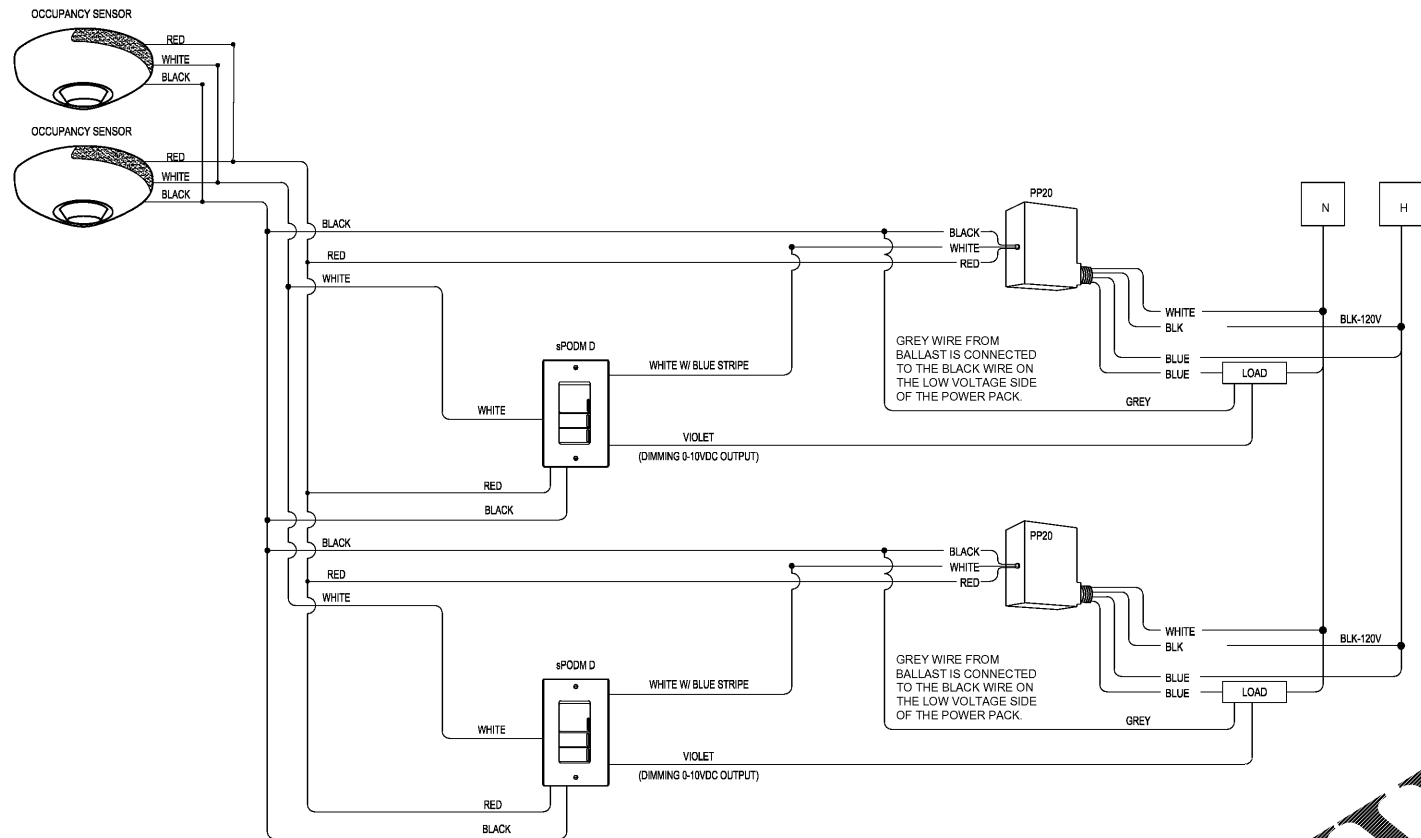 OCCUPANCY SENSOR
RED
WHITE
BLACK
OCCUPANCY SENSOR
RED
WHITE
BLACK
PP20
N
H
BLACK
BLACK
WHITE
RED
RED
WHITE
WHITE
BLK-120V
BLK
sPODM D
GREY WIRE FROM
BALLAST IS CONNECTED
TO THE BLACK WIRE ON
THE LOW VOLTAGE SIDE
OF THE POWER PACK.
BLUE
WHITE W/ BLUE STRIPE
BLUE
LOAD
GREY
WHITE
VIOLET
(DIMMING 0-10VDC OUTPUT)
RED
BLACK
PP20
BLACK
BLACK
WHITE
RED
RED
WHITE
WHITE
BLK-120V
BLK
sPODM D
GREY WIRE FROM
BALLAST IS CONNECTED
TO THE BLACK WIRE ON
THE LOW VOLTAGE SIDE
OF THE POWER PACK.
BLUE
WHITE W/ BLUE STRIPE
BLUE
LOAD
GREY
WHITE
VIOLET
(DIMMING 0-10VDC OUTPUT)
RED
BLACK